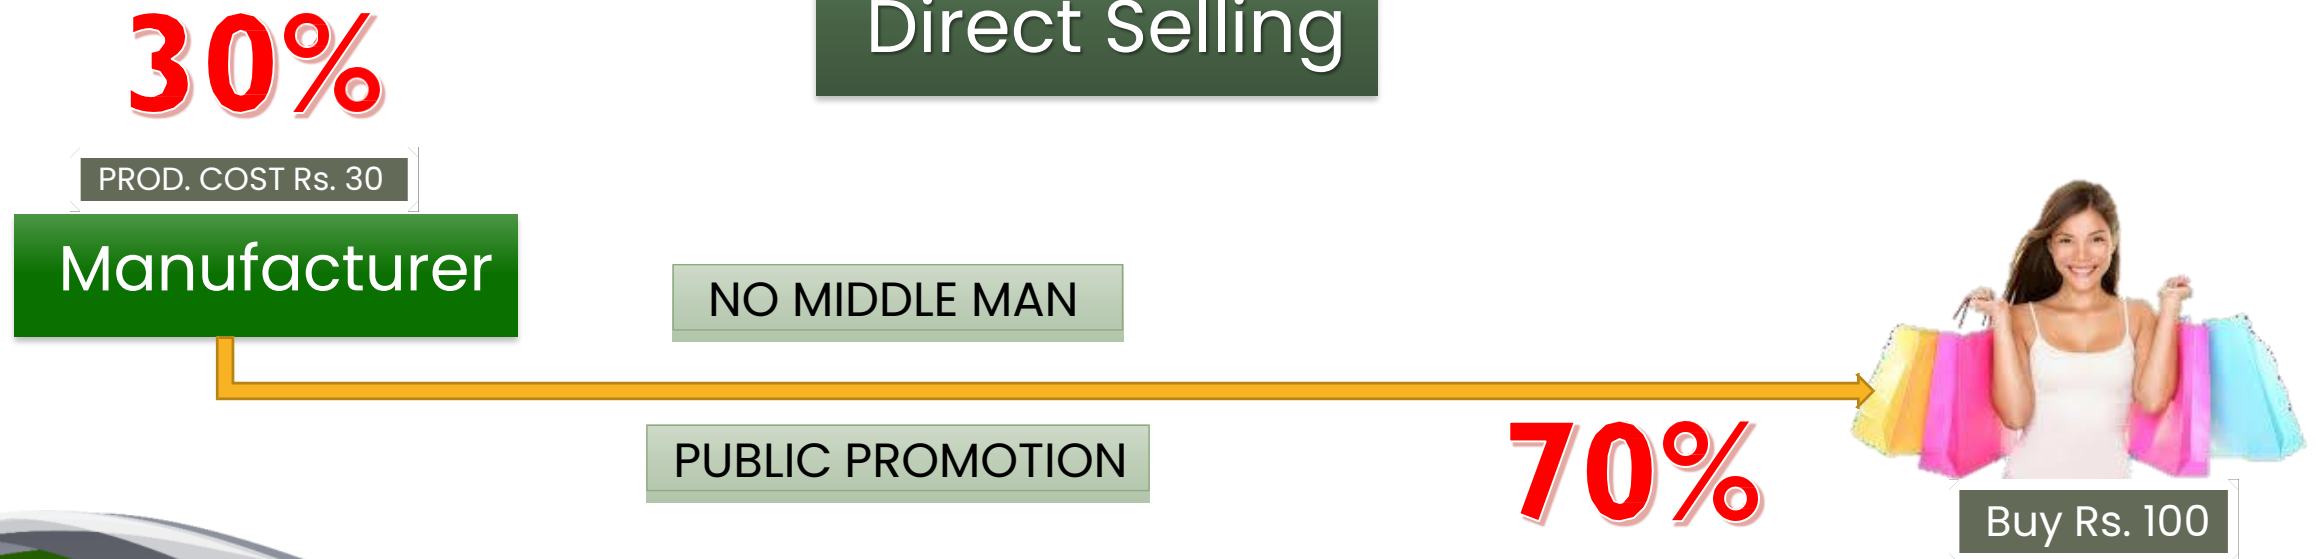 Direct Selling
30%
PROD. COST Rs. 30
Manufacturer
NO MIDDLE MAN
PUBLIC PROMOTION
70%
Buy Rs. 100